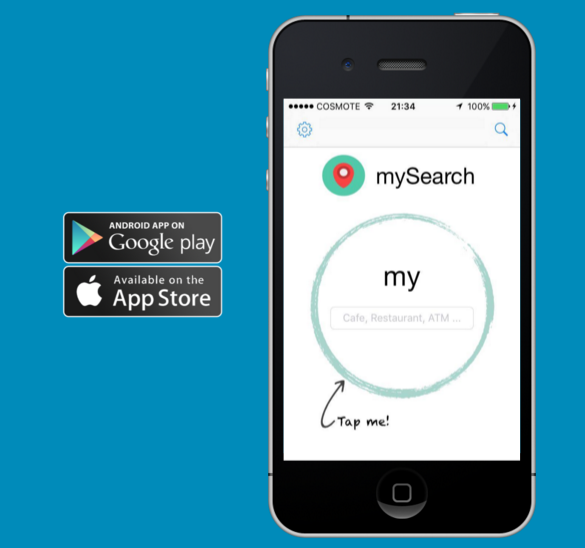 ANDROID APP ON
Google play
Available on the
App Store
COSMOTE 21:34 100%
mySearch
my
Cafe, Restaurant, ATM ...
Tap me!